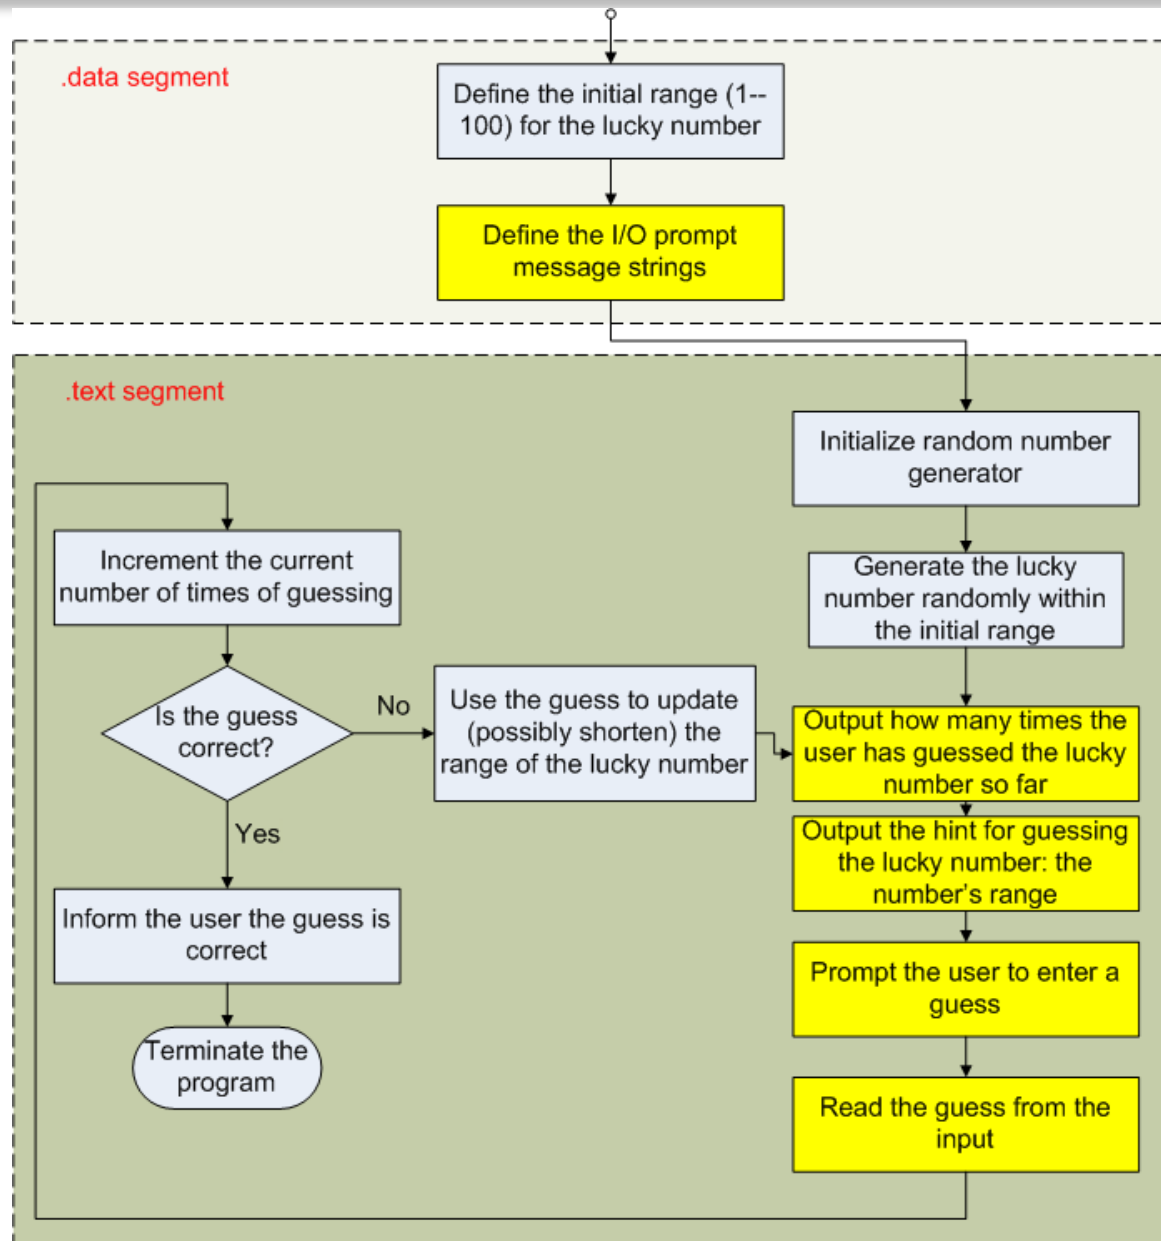 .data segment
Define the initial range (1--
100) for the lucky number
Define the I/O prompt
message strings
.text segment
Initialize random number
generator
Generate the lucky
number randomly within
the initial range
Output how many times the
user has guessed the lucky
number so far
Output the hint for guessing
the lucky number: the
number's range
Prompt the user to enter a
guess
Read the guess from the
input
Increment the current
number of times of guessing
Is the guess
correct?
No
Use the guess to update
(possibly shorten) the
range of the lucky number
Yes
Inform the user the guess is
correct
Terminate the
program